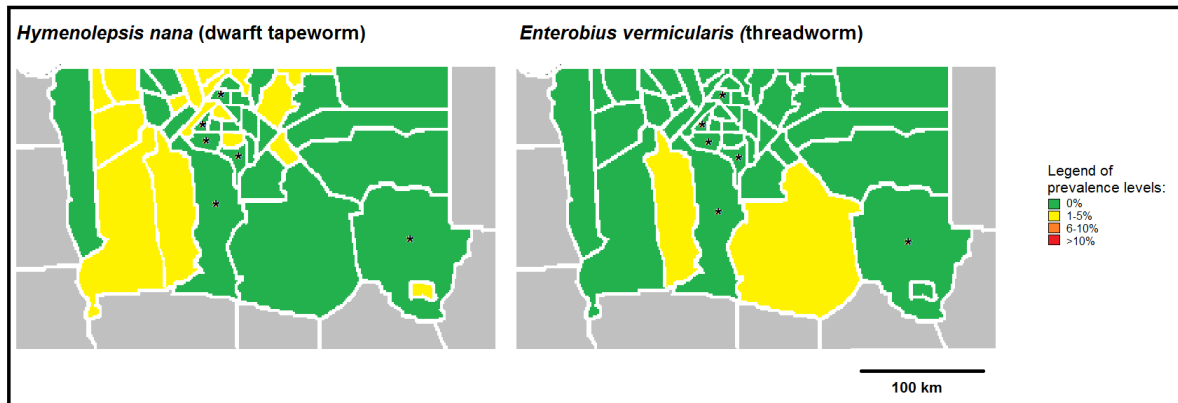 Hymenolepsis nana (dwarft tapeworm)
Enterobius vermicularis (threadworm)
Legend of
prevalence levels:
0%
1-5%
6-10%
>10%
100 km